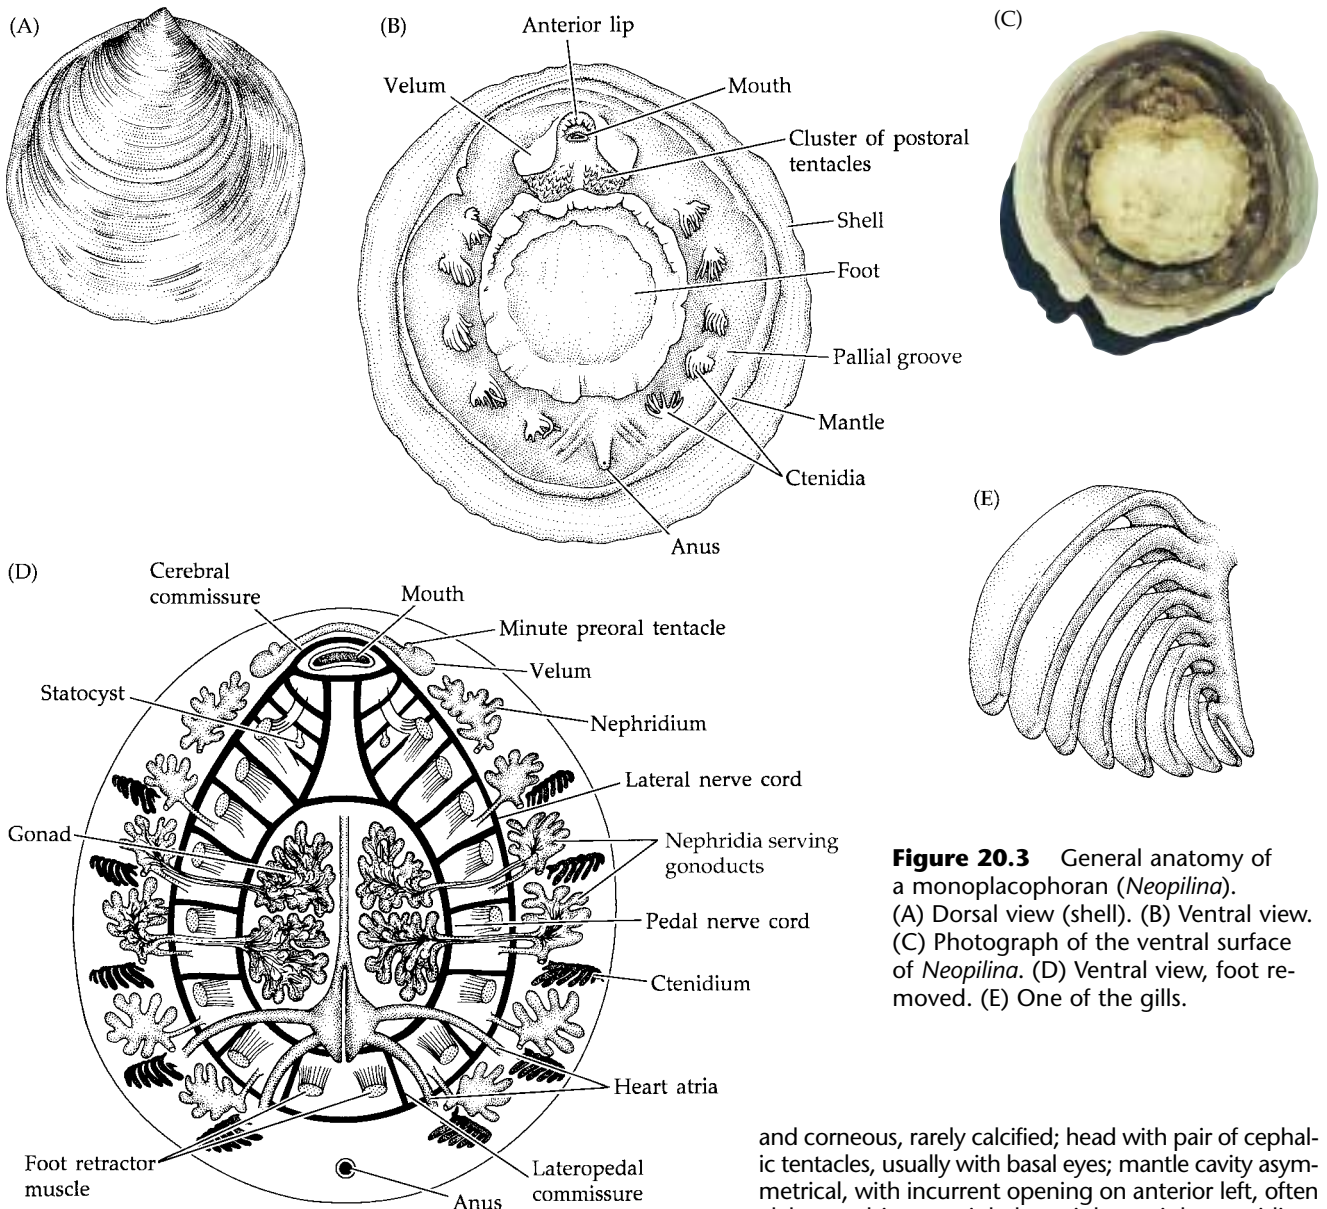 (A)
(B)
Anterior lip
Velum
Mouth
Cluster of postoral
tentacles
Shell
Foot
Pallial groove
Mantle
Ctenidia
Anus
(C)
(D)
Cerebral
commissure
Mouth
Minute preoral tentacle
Velum
Statocyst
Nephridium
Lateral nerve cord
Gonad
Nephridia serving
gonoducts
Pedal nerve cord
Ctenidium
Heart atria
Foot retractor
muscle
Lateropedal
commissure
Anus
(E)
Figure 20.3 General anatomy of
a monoplacophoran (Neopilina).
(A) Dorsal view (shell). (B) Ventral view.
(C) Photograph of the ventral surface
of Neopilina. (D) Ventral view, foot re-
moved. (E) One of the gills.
and corneous, rarely calcified; head with pair of cephal-
ic tentacles, usually with basal eyes; mantle cavity asym-
metrical, with incurrent opening on anterior left, often